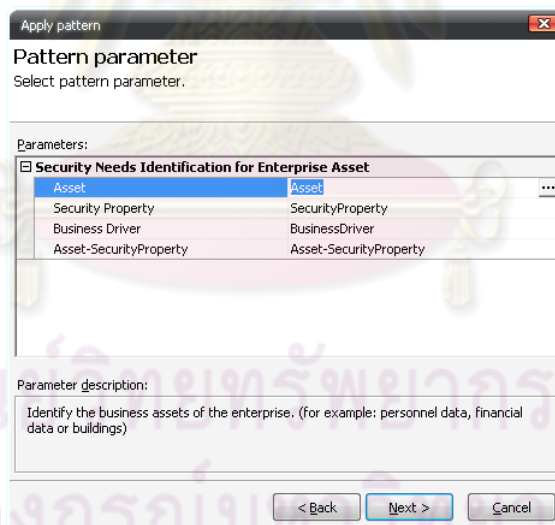 Apply pattern
Pattern parameter
Select pattern parameter.
Parameters:
Security Needs Identification for Enterprise Asset
Asset Asset ...
Security Property SecurityProperty
Business Driver BusinessDriver
Asset-SecurityProperty Asset-SecurityProperty
Parameter description:
Identify the business assets of the enterprise. (for example: personnel data, financial
data or buildings)
< Back Next > Cancel